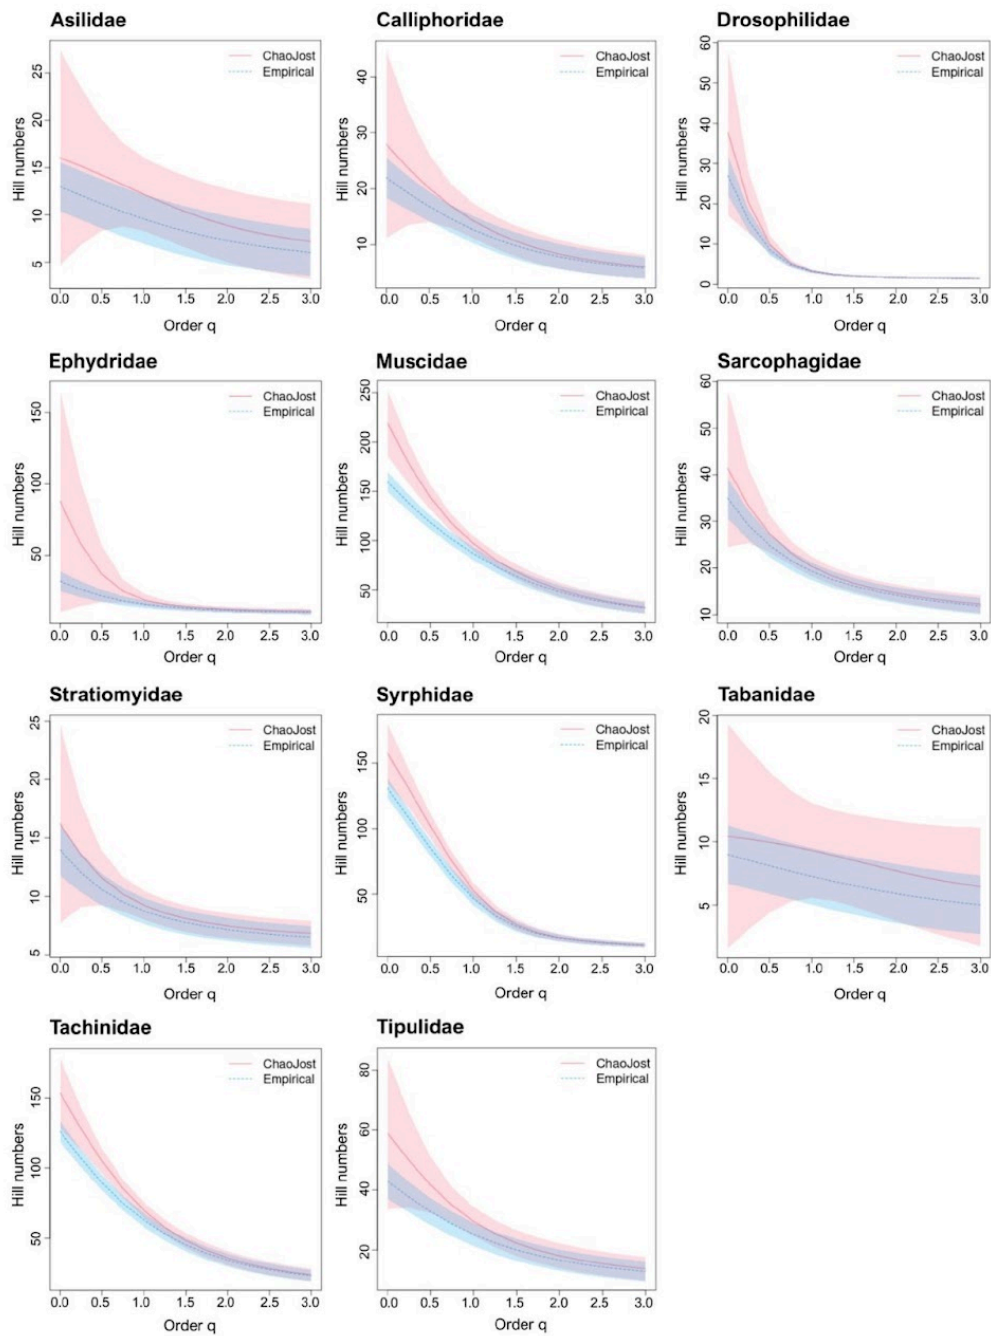 Asilidae
ChaoJost
Empirical
Hill numbers
25
20
15
10
5
0.0 0.5 1.0 1.5 2.0 2.5 3.0
Order q
Calliphoridae
ChaoJost
Empirical
Hill numbers
40
30
20
10
0.0 0.5 1.0 1.5 2.0 2.5 3.0
Order q
Drosophilidae
ChaoJost
Empirical
Hill numbers
60
50
40
30
20
10
0
0.0 0.5 1.0 1.5 2.0 2.5 3.0
Order q
Ephydridae
ChaoJost
Empirical
Hill numbers
150
100
50
0.0 0.5 1.0 1.5 2.0 2.5 3.0
Order q
Muscidae
ChaoJost
Empirical
Hill numbers
250
200
150
100
50
0.0 0.5 1.0 1.5 2.0 2.5 3.0
Order q
Sarcophagidae
ChaoJost
Empirical
Hill numbers
60
50
40
30
20
10
0.0 0.5 1.0 1.5 2.0 2.5 3.0
Order q
Stratiomyidae
ChaoJost
Empirical
Hill numbers
25
20
15
10
5
0.0 0.5 1.0 1.5 2.0 2.5 3.0
Order q
Syrphidae
ChaoJost
Empirical
Hill numbers
150
100
50
0.0 0.5 1.0 1.5 2.0 2.5 3.0
Order q
Tabanidae
ChaoJost
Empirical
Hill numbers
20
15
10
5
0.0 0.5 1.0 1.5 2.0 2.5 3.0
Order q
Tachinidae
ChaoJost
Empirical
Hill numbers
150
100
50
0.0 0.5 1.0 1.5 2.0 2.5 3.0
Order q
Tipulidae
ChaoJost
Empirical
Hill numbers
80
60
40
20
0.0 0.5 1.0 1.5 2.0 2.5 3.0
Order q